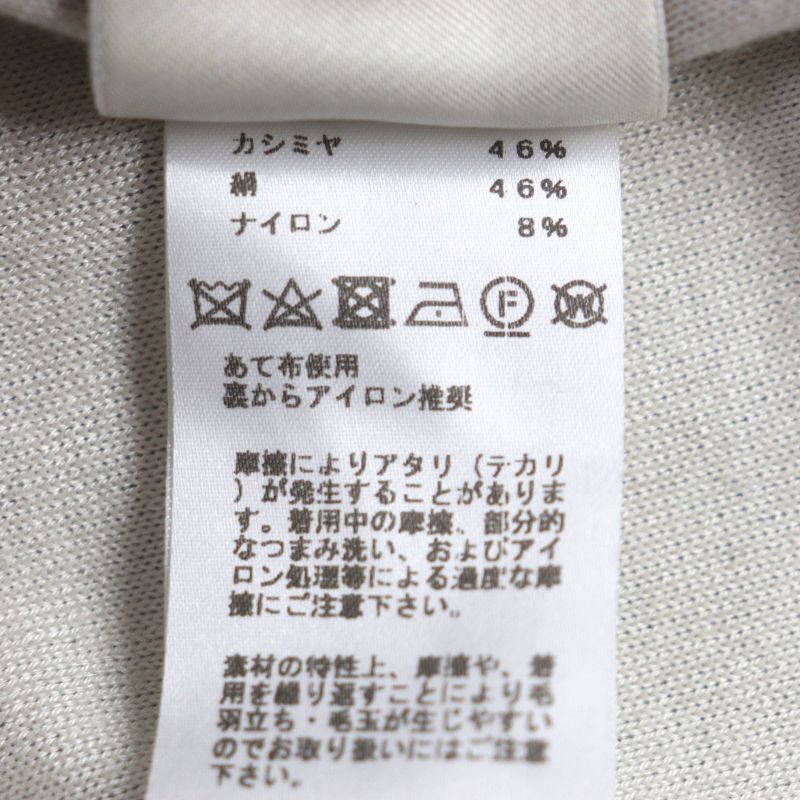 カシミヤ 46%
絹 46%
ナイロン 8%
F W
あて布使用
裏からアイロン推奨
摩擦によりアタリ（テカリ
）が発生することがありま
す。着用中の摩擦、部分的
なつまみ洗い、およびアイ
ロン処理等による過度な摩
擦にご注意下さい。
素材の特性上、摩擦や、着
用を繰り返すことにより毛
羽立ち・毛玉が生じやすい
のでお取り扱いにはご注意
下さい。